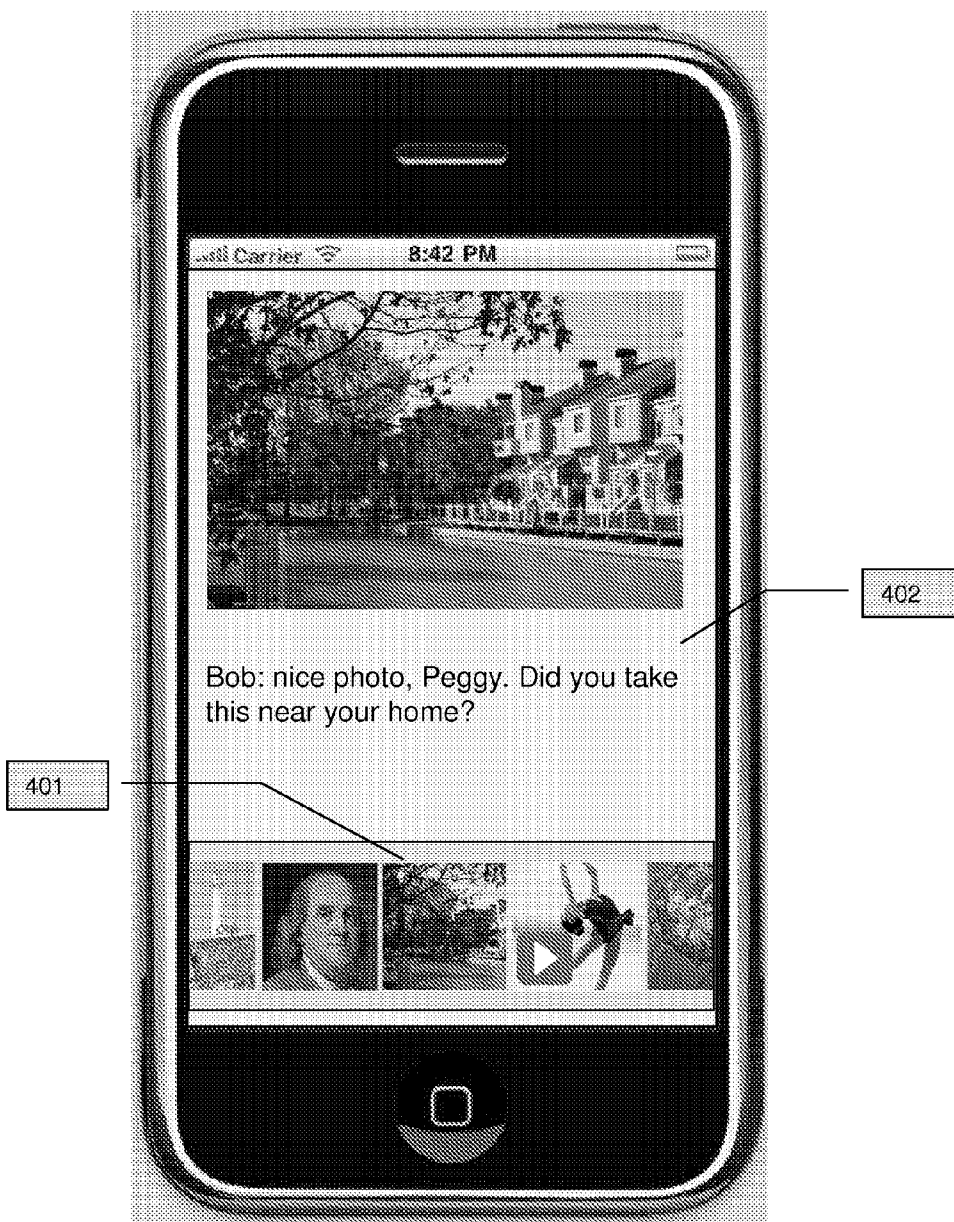 Carrier 8:42 PM
402
Bob: nice photo, Peggy. Did you take
this near your home?
401